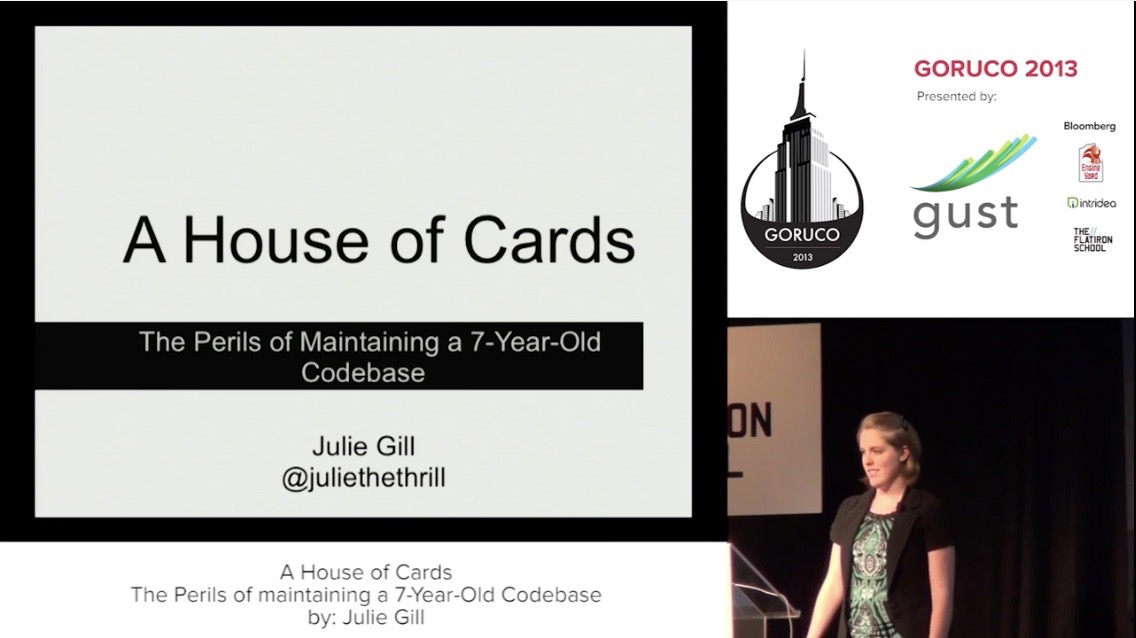 A House of Cards
The Perils of Maintaining a 7-Year-Old
Codebase
Julie Gill
@juliethethrill
A House of Cards
The Perils of maintaining a 7-Year-Old Codebase
by: Julie Gill
GORUCO
2013
GORUCO 2013
Presented by:
gust
Bloomberg
Engine
Yard
intridea
THE//
FLATIRON
SCHOOL
ON